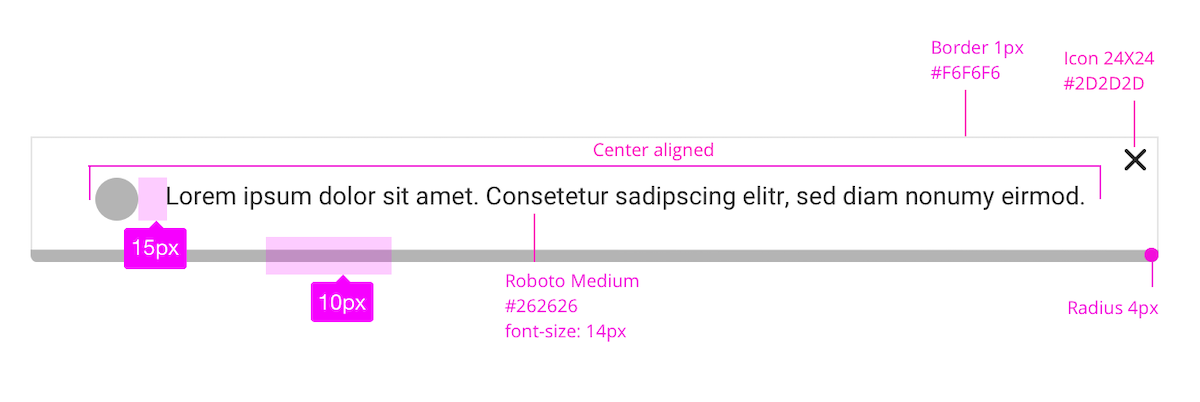 Border 1px
#F6F6F6
Icon 24X24
#2D2D2D
Center aligned
Lorem ipsum dolor sit amet. Consetetur sadipscing elitr, sed diam nonumy eirmod.
15px
10px
Roboto Medium
#262626
font-size: 14px
Radius 4px